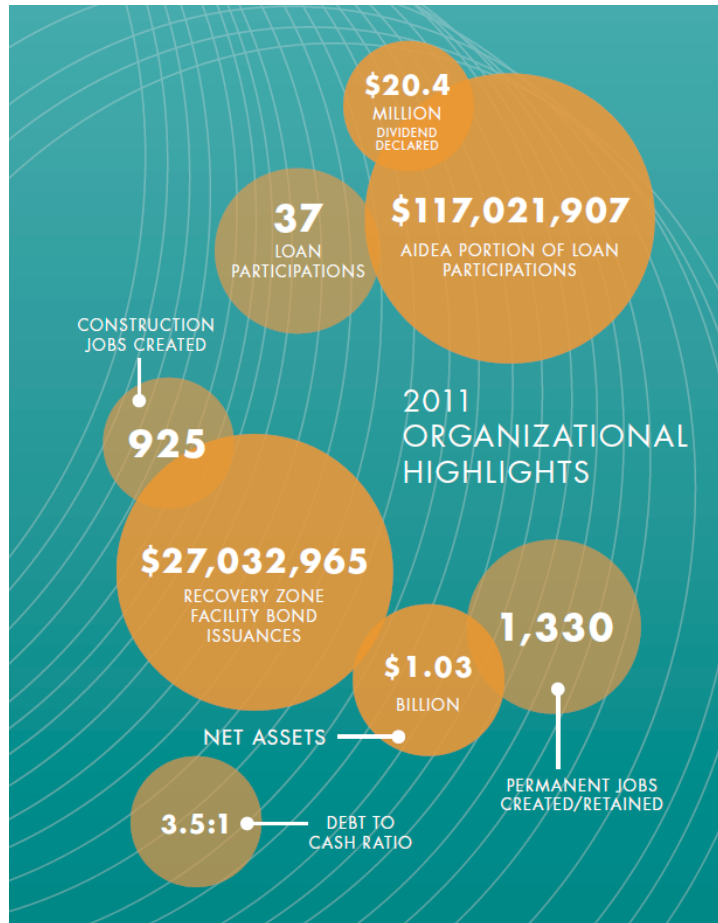 $20.4
MILLION
DIVIDEND
DECLARED
37
LOAN
PARTICIPATIONS
$117,021,907
AIDEA PORTION OF LOAN
PARTICIPATIONS
CONSTRUCTION
JOBS CREATED
925
2011
ORGANIZATIONAL
HIGHLIGHTS
$27,032,965
RECOVERY ZONE
FACILITY BOND
ISSUANCES
1,330
PERMANENT JOBS
CREATED/RETAINED
$1.03
BILLION
NET ASSETS
3.5:1
DEBT TO
CASH RATIO